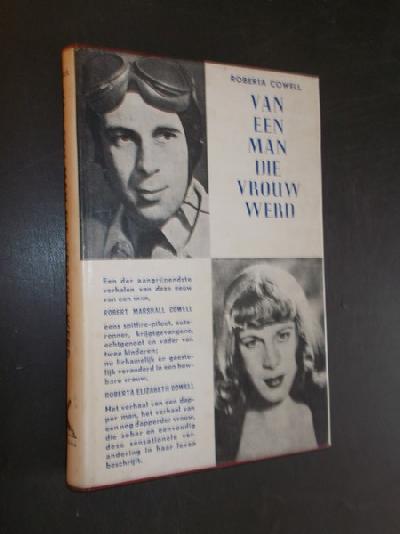 ROBERTA COWELL
VAN
EEN
MAN
DIE
VROUW
WERD
Een der aangrijpendste
verhalen van deze eeuw
van een man,
ROBERT MARSHALL COWELL
eens spitfire-piloot, auto-
renner, krijgsgevangene,
echtgenoot en vader van
twee kinderen;
nu lichamelijk en geeste-
lijk veranderd in een
vrouw,
ROBERTA ELIZABETH COWELL
Het verhaal van een dap-
per man, het verhaal van
een nog dapperder vrouw,
die sober en eenvoudig
deze sensationele ver-
andering in haar leven
beschrijft.